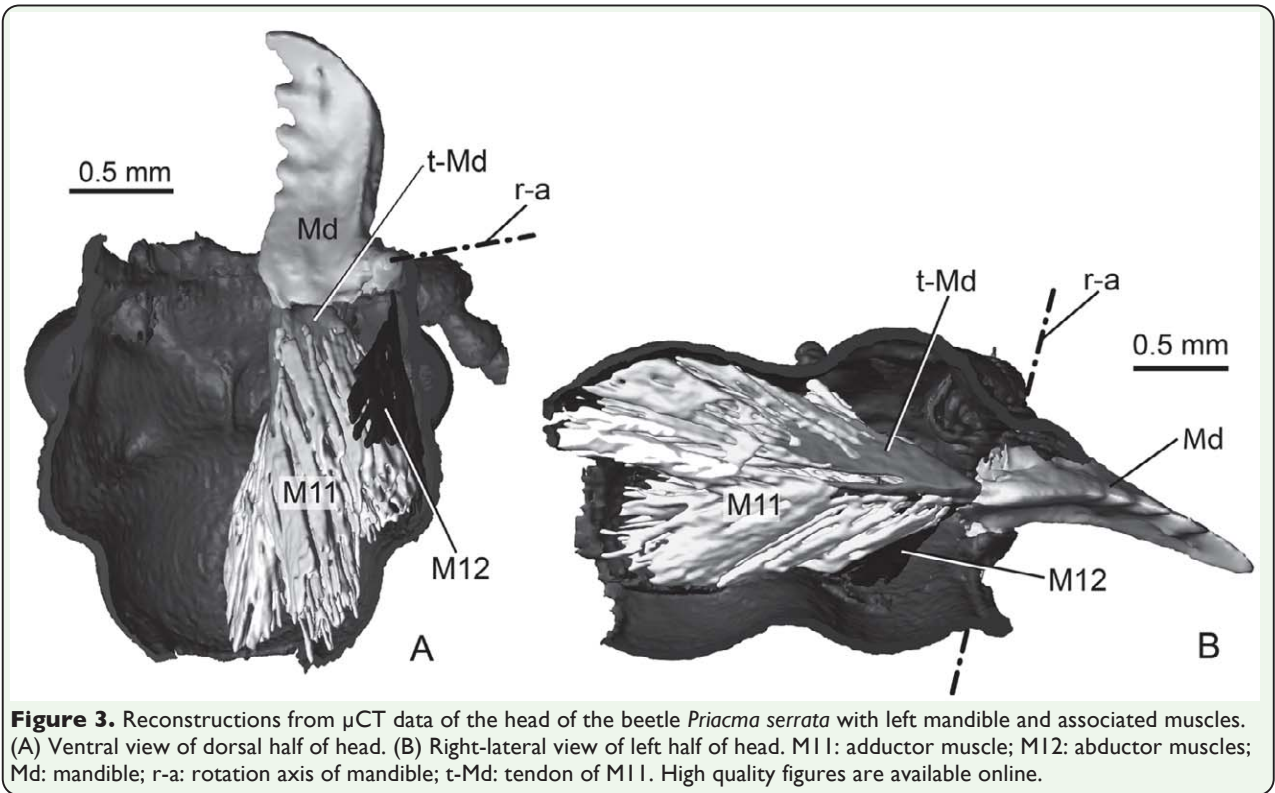 0.5 mm
t-Md
r-a
Md
M11
M12
A
t-Md
r-a
0.5 mm
Md
M11
M12
B
Figure 3. Reconstructions from µCT data of the head of the beetle Priacma serrata with left mandible and associated muscles.
(A) Ventral view of dorsal half of head. (B) Right-lateral view of left half of head. M11: adductor muscle; M12: abductor muscles;
Md: mandible; r-a: rotation axis of mandible; t-Md: tendon of M11. High quality figures are available online.